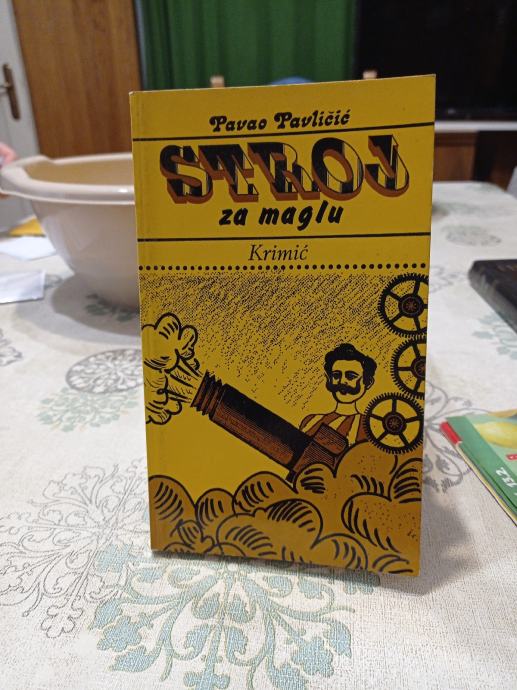 Pavao Pavličić
STROJ
za maglu
Krimić